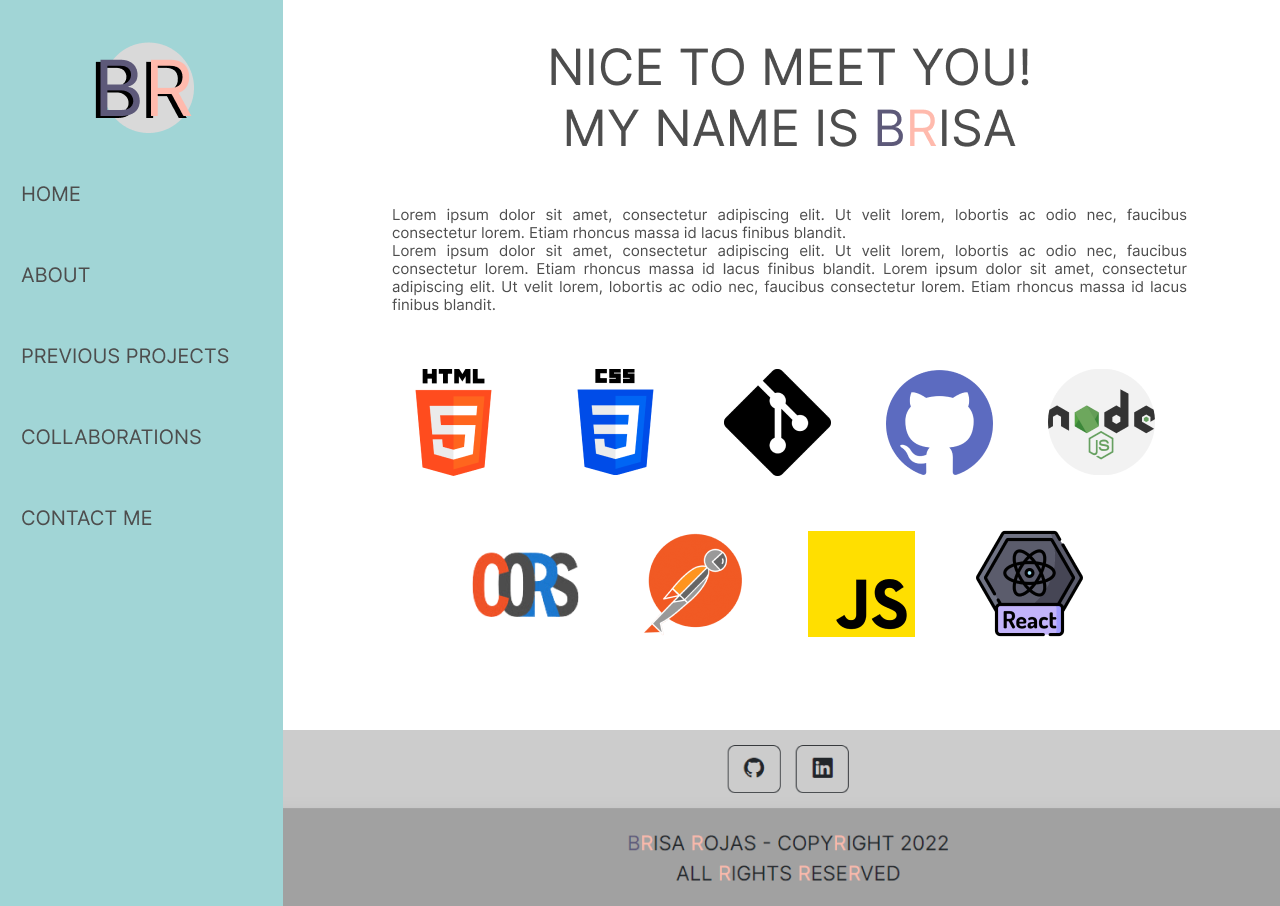 BR
HOME
ABOUT
PREVIOUS PROJECTS
COLLABORATIONS
CONTACT ME
NICE TO MEET YOU!
MY NAME IS BRISA
Lorem ipsum dolor sit amet, consectetur adipiscing elit. Ut velit lorem, lobortis ac odio nec, faucibus
consectetur lorem. Etiam rhoncus massa id lacus finibus blandit.
Lorem ipsum dolor sit amet, consectetur adipiscing elit. Ut velit lorem, lobortis ac odio nec, faucibus
consectetur lorem. Etiam rhoncus massa id lacus finibus blandit. Lorem ipsum dolor sit amet, consectetur
adipiscing elit. Ut velit lorem, lobortis ac odio nec, faucibus consectetur lorem. Etiam rhoncus massa id lacus
finibus blandit.
HTML
5
CSS
3
node
JS
CORS
JS
React
in
BRISA ROJAS - COPYRIGHT 2022
ALL RIGHTS RESERVED